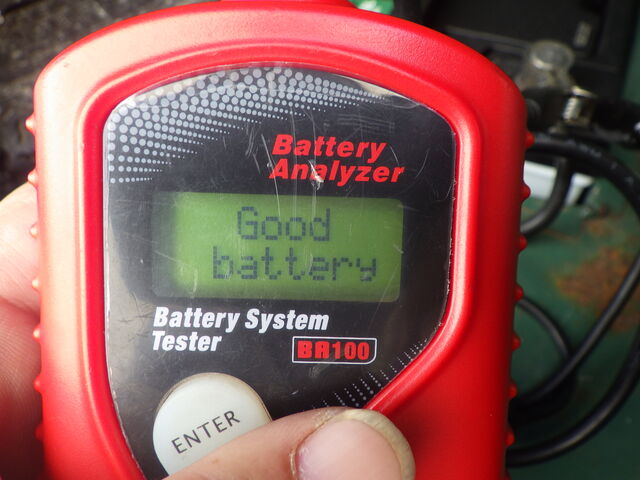 Battery
Analyzer
Good
battery
Battery System
Tester
BR100
ENTER